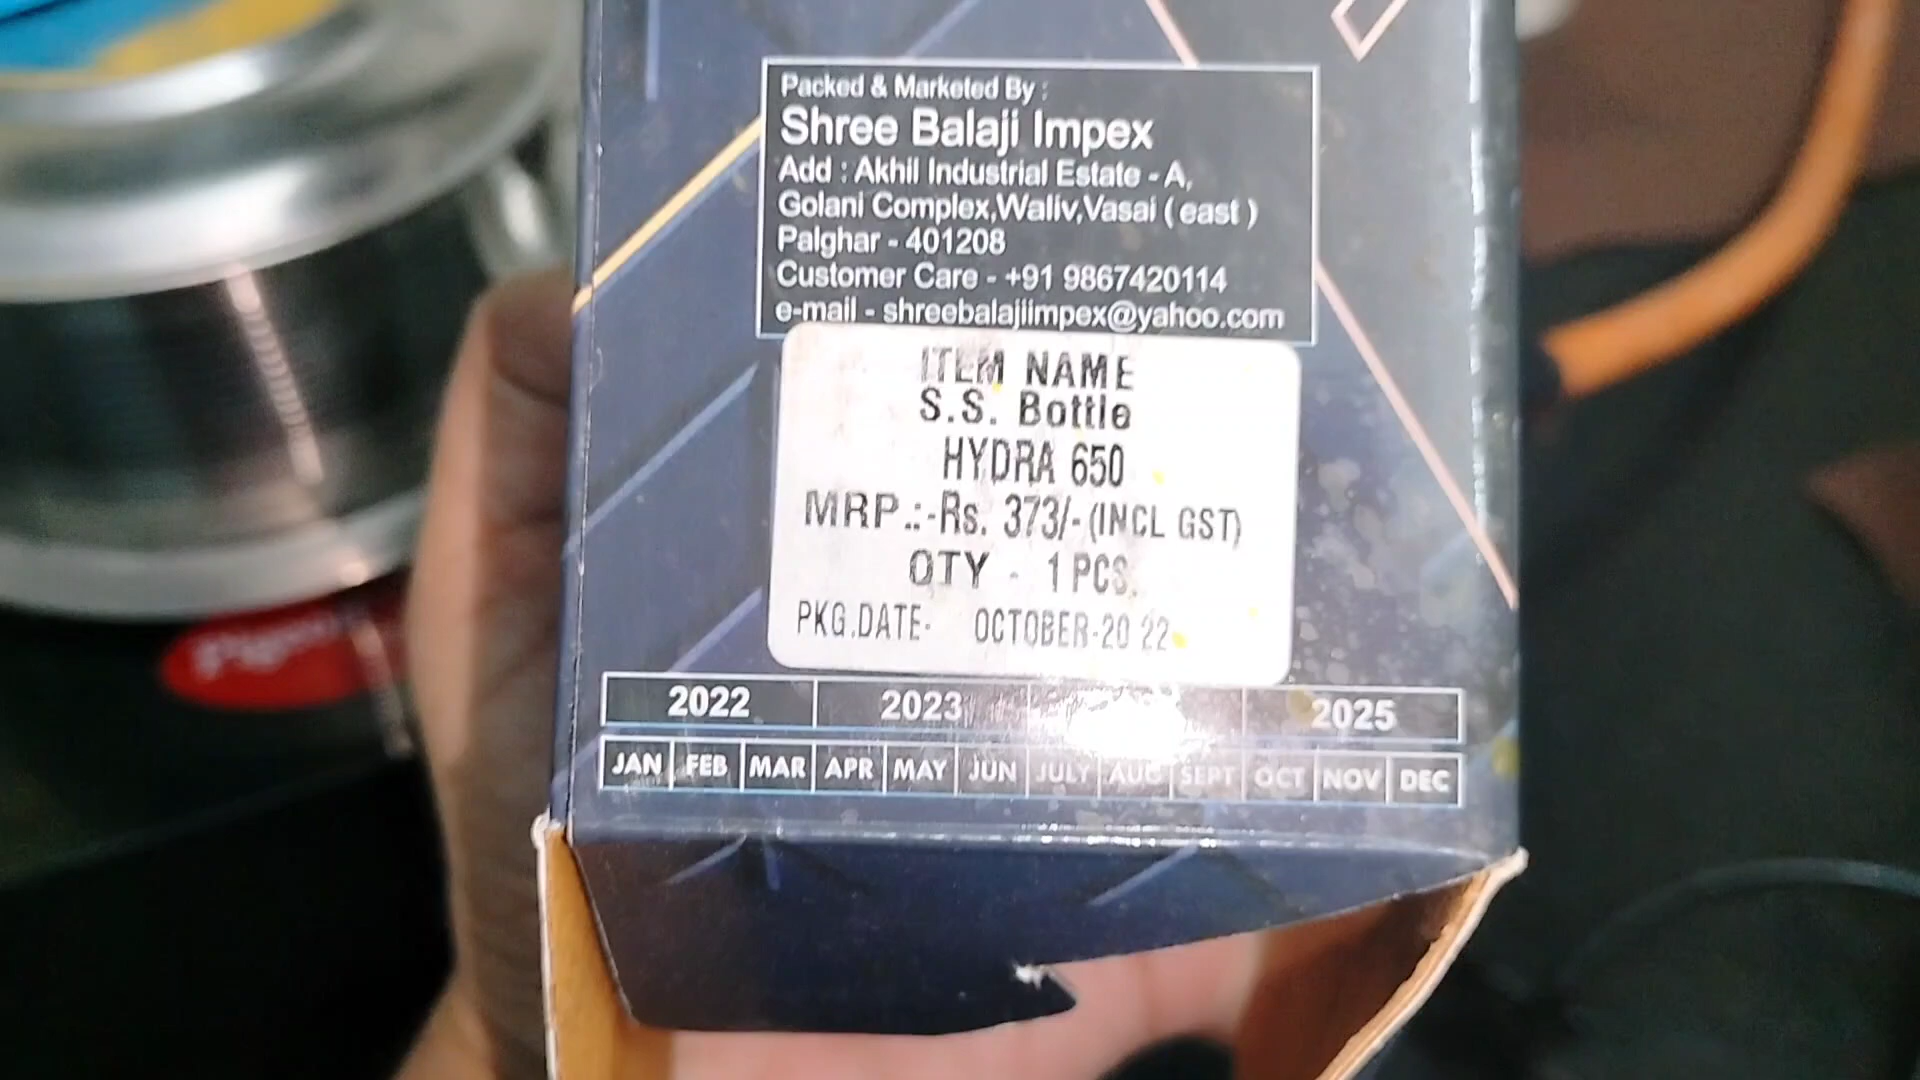 Packed & Marketed By :
Shree Balaji Impex
Add : Akhil Industrial Estate - A,
Golani Complex,Waliv,Vasai ( east )
Palghar - 401208
Customer Care - +91 9867420114
e-mail - shreebalajiimpex@yahoo.com
ITEM NAME
S.S. Bottle
HYDRA 650
MRP.:-Rs. 373/- (INCL GST)
QTY - 1 PCS.
PKG.DATE- OCTOBER-20 22
2022 2023 2025
JAN FEB MAR APR MAY JUN JULY AUG SEPT OCT NOV DEC